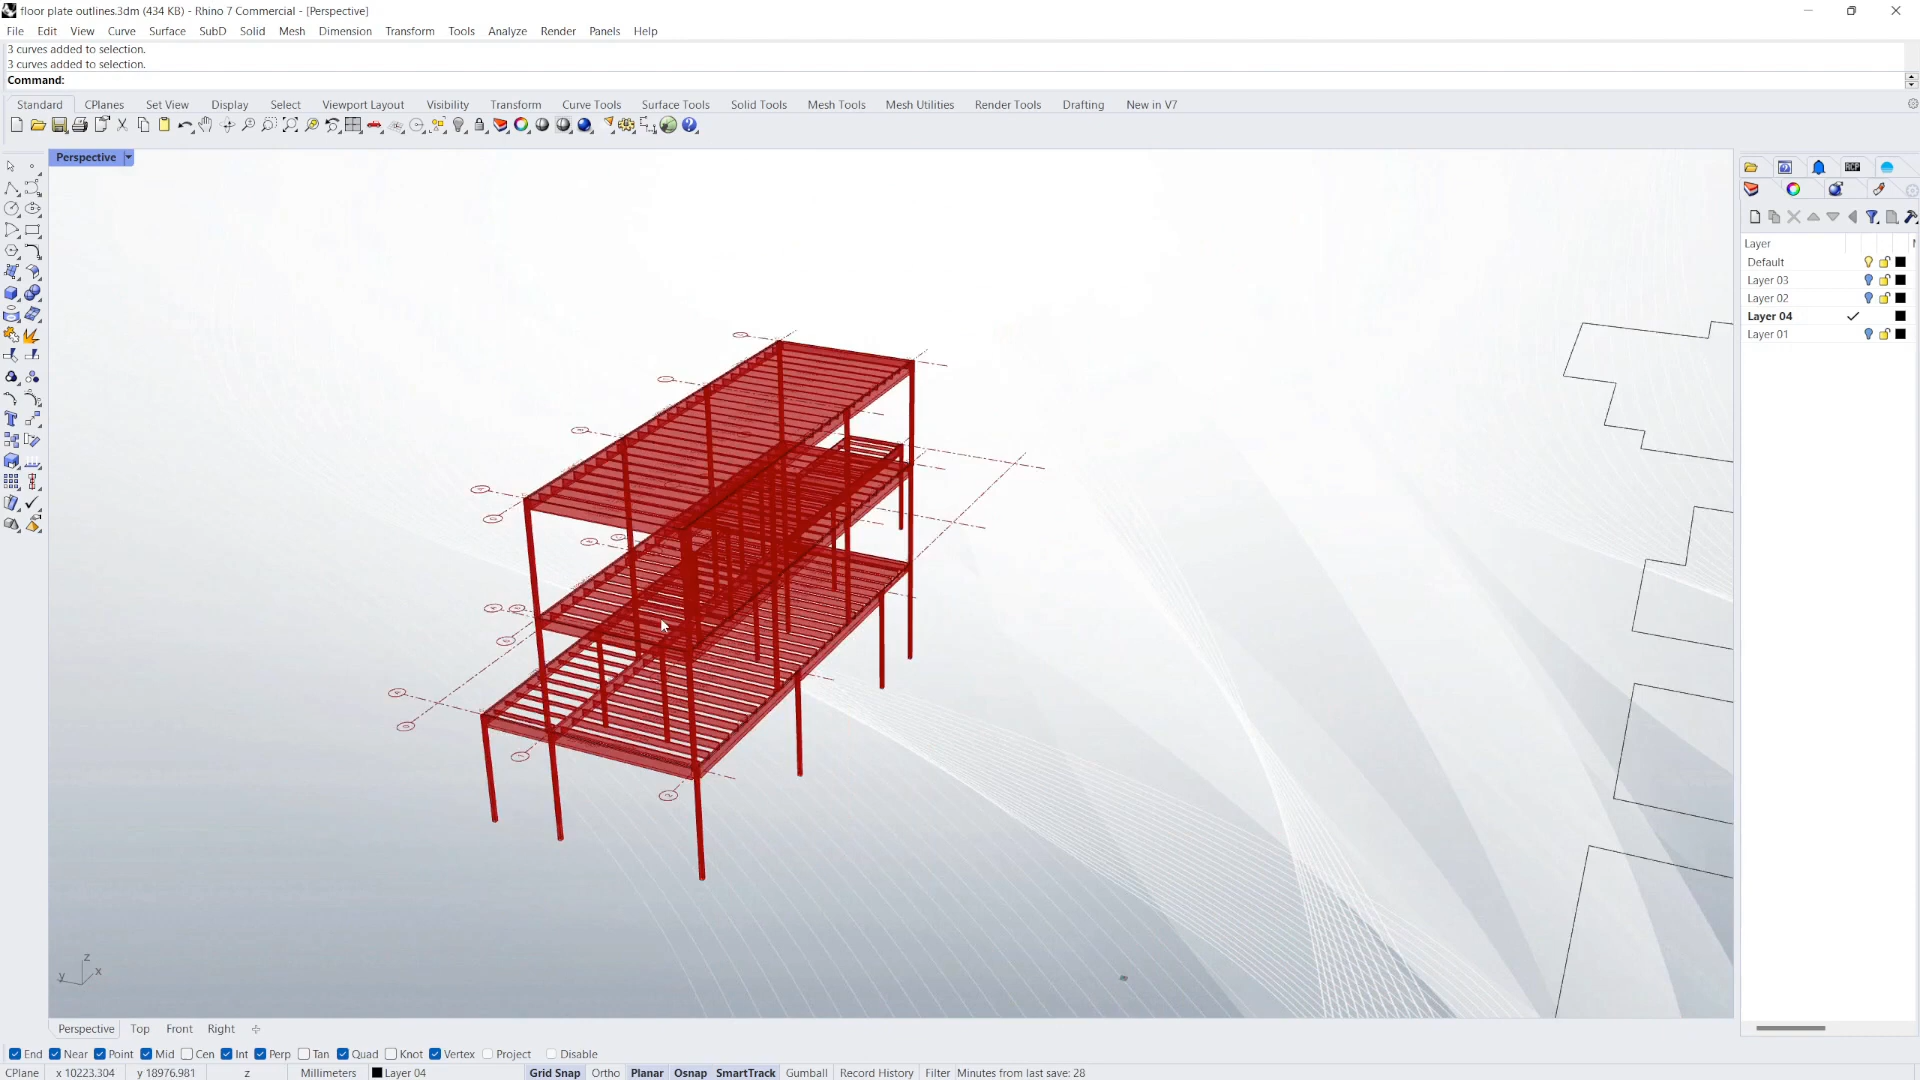 floor plate outlines.3dm (434 KB) - Rhino 7 Commercial - [Perspective]
File Edit View Curve Surface SubD Solid Mesh Dimension Transform Tools Analyze Render Panels Help
3 curves added to selection.
3 curves added to selection.
Command:
Standard CPlanes Set View Display Select Viewport Layout Visibility Transform Curve Tools Surface Tools Solid Tools Mesh Tools Mesh Utilities Render Tools Drafting New in V7
Perspective
Layer
Default
Layer 03
Layer 02
Layer 04
Layer 01
z
y x
Perspective Top Front Right
End Near Point Mid Cen Int Perp Tan Quad Knot Vertex Project Disable
CPlane x 10223.304 y 18976.981 z Millimeters Layer 04 Grid Snap Ortho Planar Osnap SmartTrack Gumball Record History Filter Minutes from last save: 28